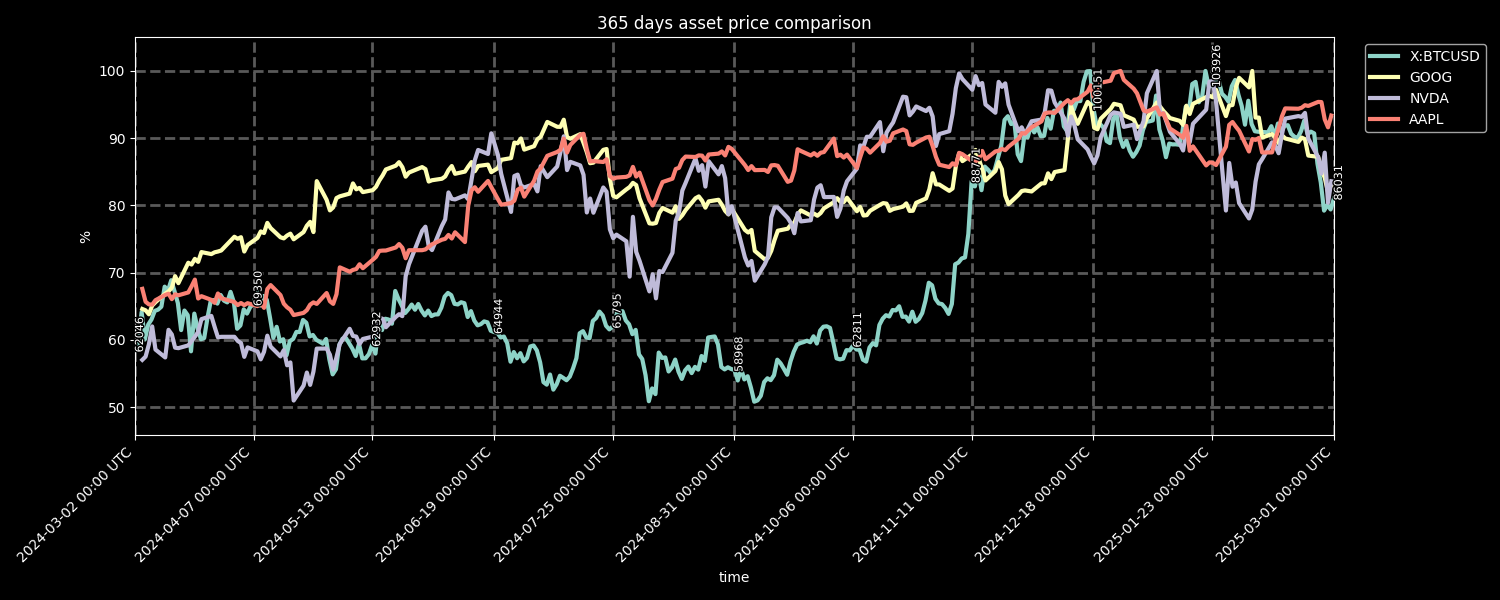 365 days asset price comparison
X:BTCUSD
GOOG
NVDA
AAPL
100
90
80
70
60
50
%
62046
69350
62932
64944
65795
58968
62811
88771
100151
103926
86031
2024-03-02 00:00 UTC
2024-04-07 00:00 UTC
2024-05-13 00:00 UTC
2024-06-19 00:00 UTC
2024-07-25 00:00 UTC
2024-08-31 00:00 UTC
2024-10-06 00:00 UTC
2024-11-11 00:00 UTC
2024-12-18 00:00 UTC
2025-01-23 00:00 UTC
2025-03-01 00:00 UTC
time